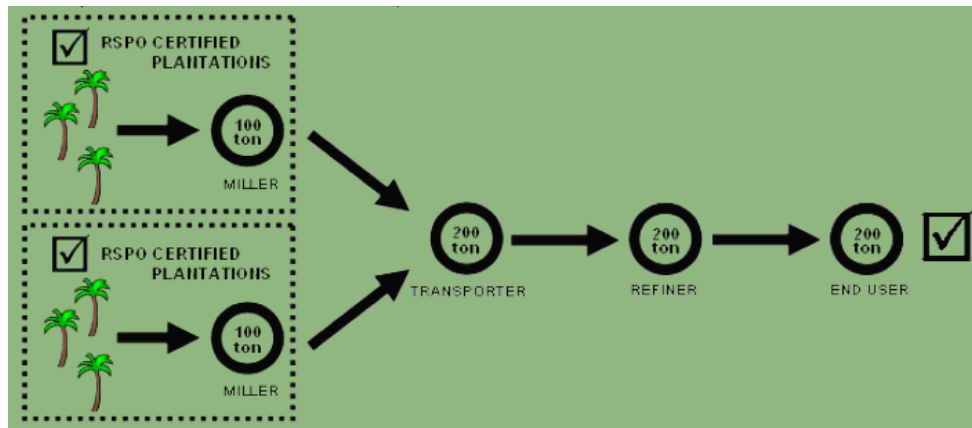 RSPO CERTIFIED
PLANTATIONS
100
ton
MILLER
RSPO CERTIFIED
PLANTATIONS
100
ton
MILLER
200
ton
TRANSPORTER
200
ton
REFINER
200
ton
END USER